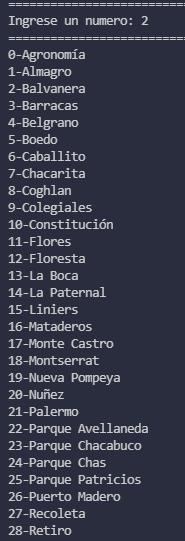 ==========================
Ingrese un numero: 2
==========================
0-Agronomía
1-Almagro
2-Balvanera
3-Barracas
4-Belgrano
5-Boedo
6-Caballito
7-Chacarita
8-Coghlan
9-Colegiales
10-Constitución
11-Flores
12-Floresta
13-La Boca
14-La Paternal
15-Liniers
16-Mataderos
17-Monte Castro
18-Montserrat
19-Nueva Pompeya
20-Nuñez
21-Palermo
22-Parque Avellaneda
23-Parque Chacabuco
24-Parque Chas
25-Parque Patricios
26-Puerto Madero
27-Recoleta
28-Retiro